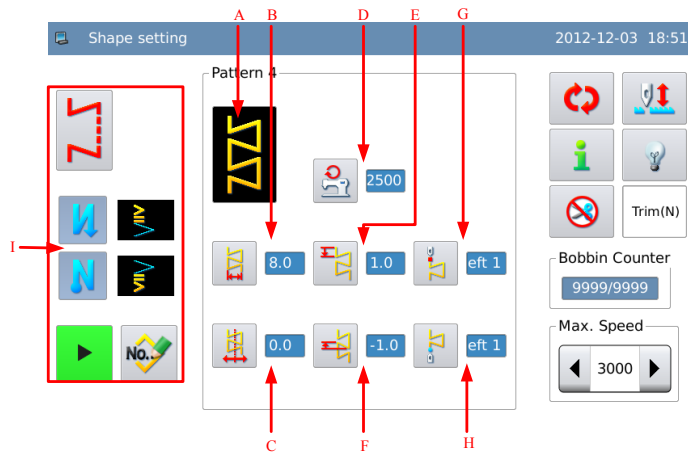 A B D E G
Shape setting 2012-12-03 18:51
Pattern 4
2500
Trim(N)
I
8.0 1.0 eft 1
Bobbin Counter
9999/9999
Max. Speed
No.
0.0 -1.0 eft 1
3000
C F H